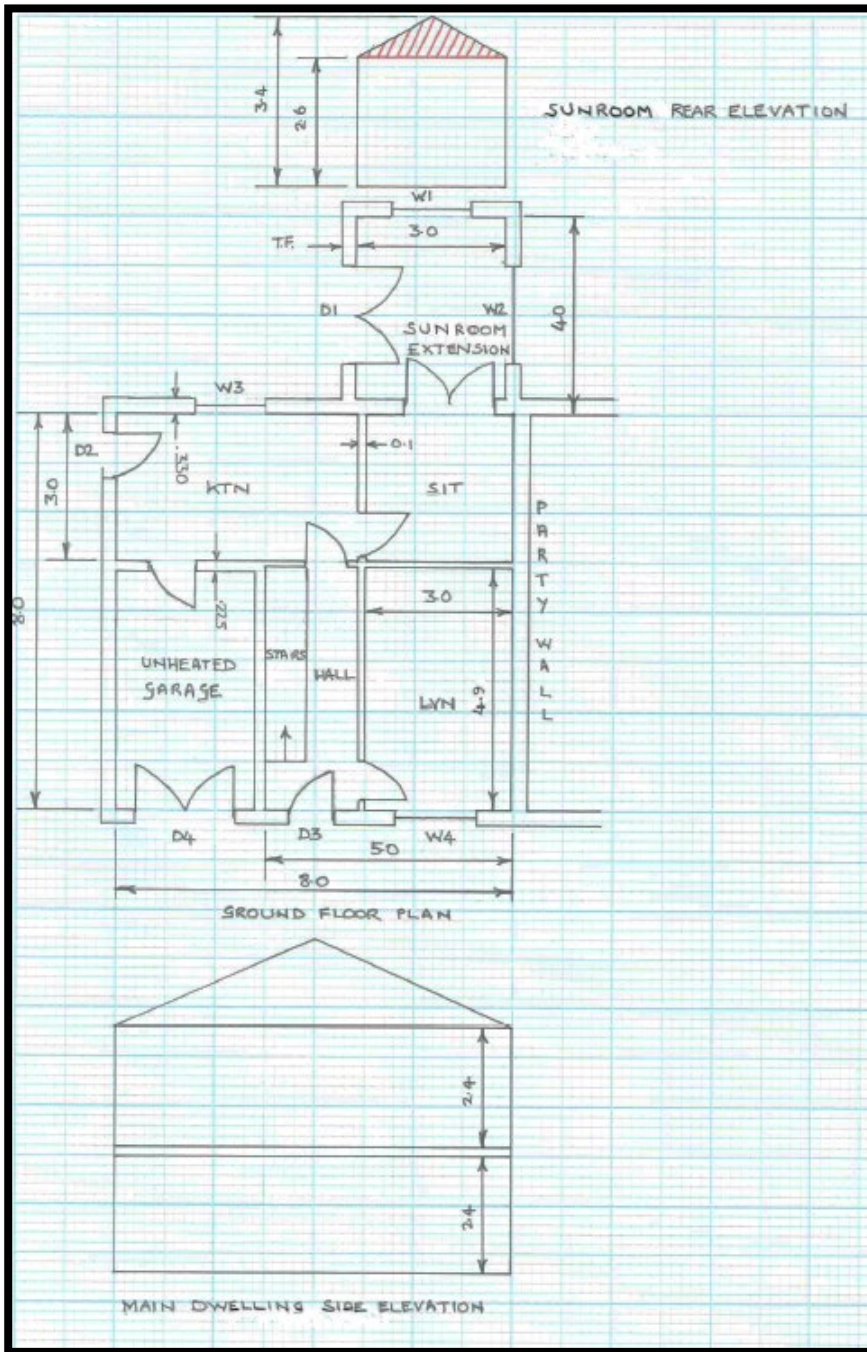 3.4
2.6
SUNROOM REAR ELEVATION
W1
3.0
T.F.
D1
W2
4.0
SUNROOM
EXTENSION
W3
D2
.330
0.1
3.0
KTN
SIT
8.0
.225
3.0
PARTY WALL
STAIRS
UNHEATED
GARAGE
HALL
LVN
4.9
D4
D3
W4
5.0
8.0
GROUND FLOOR PLAN
2.4
2.4
MAIN DWELLING SIDE ELEVATION